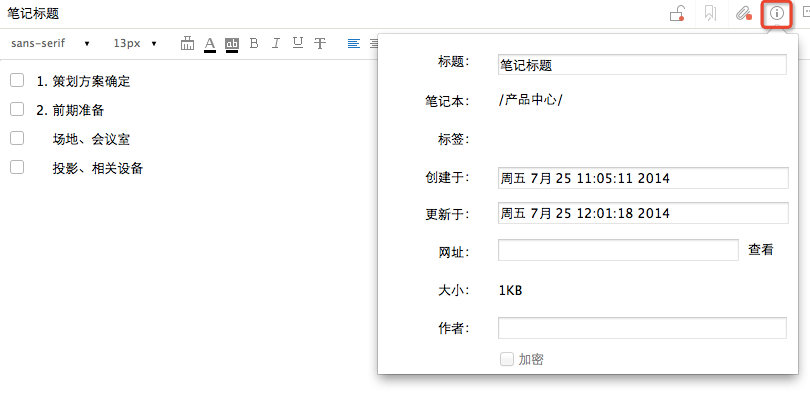 笔记标题
sans-serif 13px A ab B I U T
1. 策划方案确定
2. 前期准备
场地、会议室
投影、相关设备
标题: 笔记标题
笔记本: /产品中心/
标签:
创建于: 周五 7月 25 11:05:11 2014
更新于: 周五 7月 25 12:01:18 2014
网址: 查看
大小: 1KB
作者:
加密